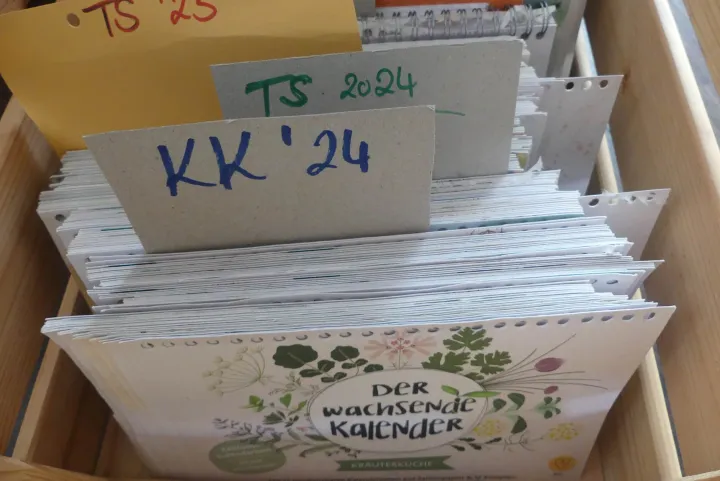 TS '25
TS 2024
KK '24
DER
wachsende
KALENDER
KRÄUTERKÜCHE